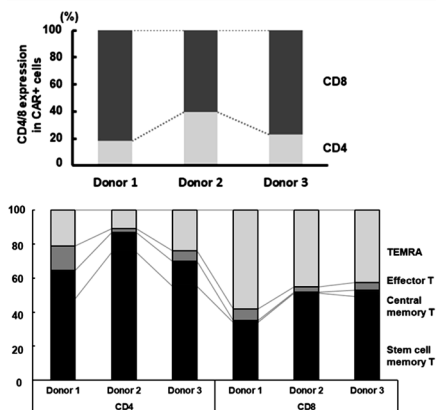 (%)
100
80
60
40
20
0
CD4/8 expression
in CAR+ cells
CD8
CD4
Donor 1 Donor 2 Donor 3
100
80
60
40
20
0
TEMRA
Effector T
Central
memory T
Stem cell
memory T
Donor 1 Donor 2 Donor 3 Donor 1 Donor 2 Donor 3
CD4 CD8